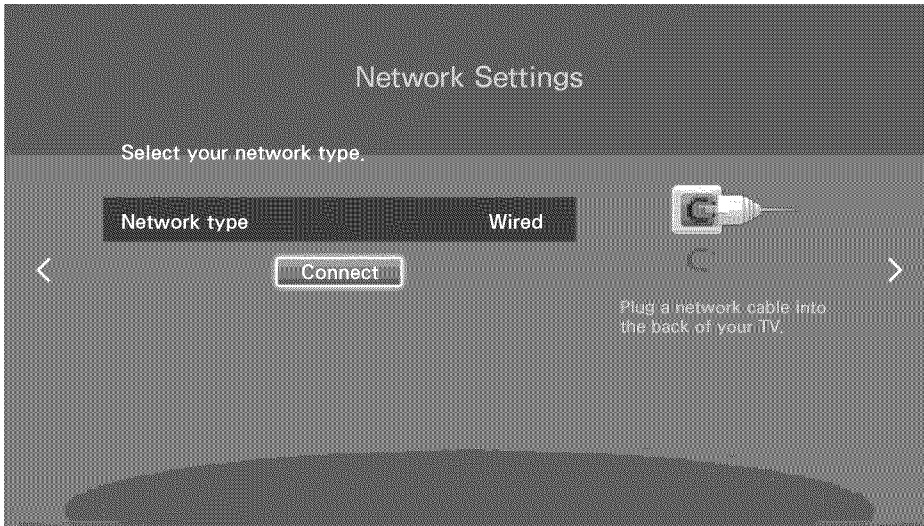 Network Settings
Select your network type.
Network type Wired
Connect
Plug a network cable into
the back of your TV.